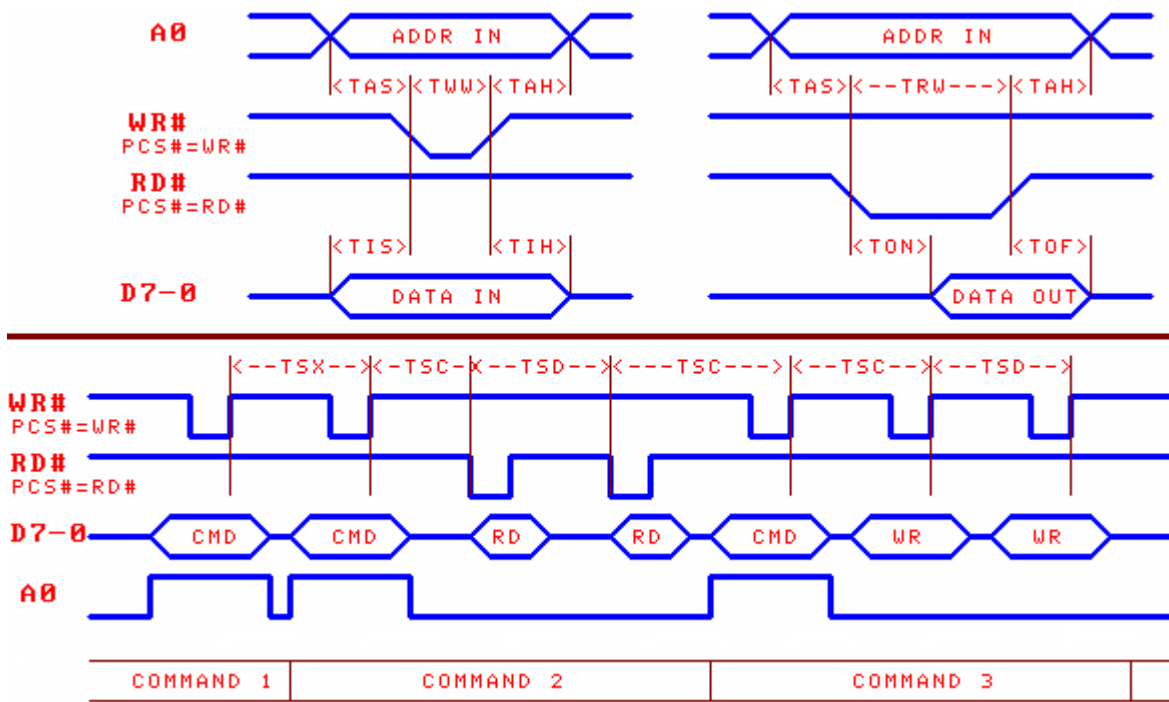 A0 ADDR IN ADDR IN
<TAS><TWW><TAH> <TAS><--TRW---><TAH>
WR#
PCS#=WR#
RD#
PCS#=RD#
<TIS> <TIH> <TON> <TOF>
D7-0 DATA IN DATA OUT
<--TSX--><-TSC-><--TSD--><---TSC---><--TSC--><--TSD-->
WR#
PCS#=WR#
RD#
PCS#=RD#
D7-0 CMD CMD RD RD CMD WR WR
A0
COMMAND 1 COMMAND 2 COMMAND 3